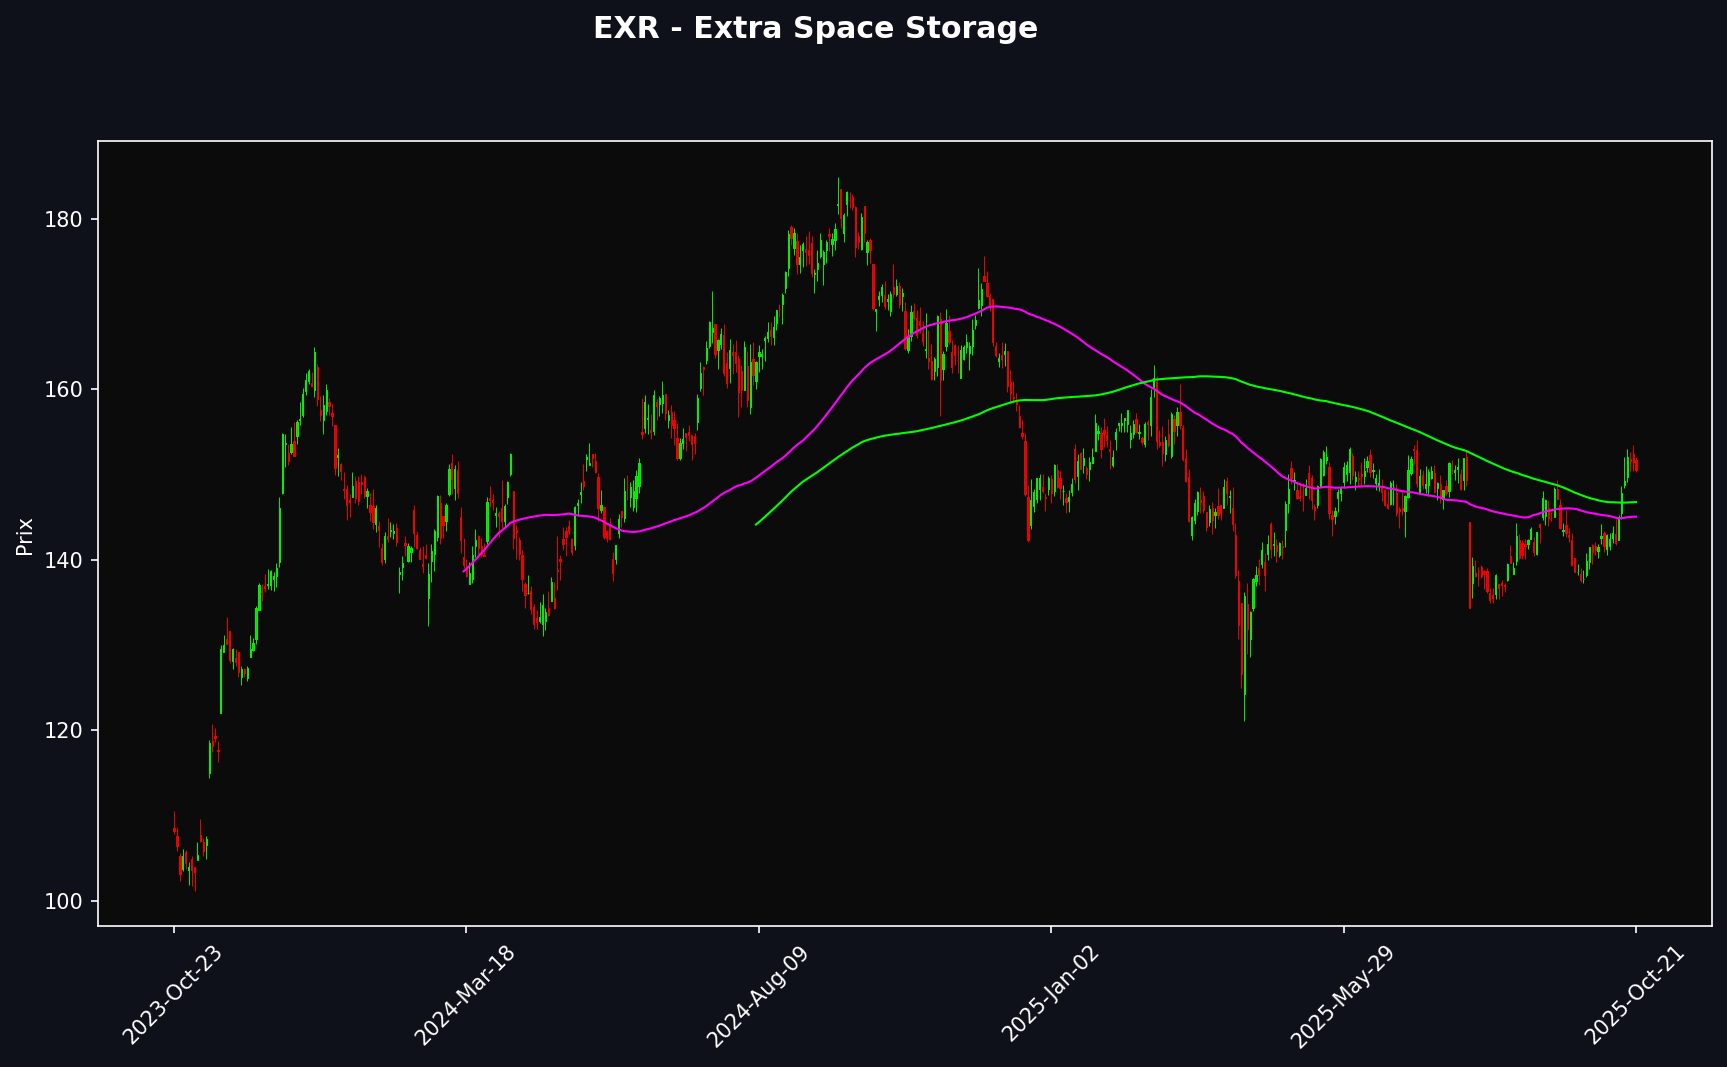 EXR - Extra Space Storage
Prix
180
160
140
120
100
2023-Oct-23
2024-Mar-18
2024-Aug-09
2025-Jan-02
2025-May-29
2025-Oct-21